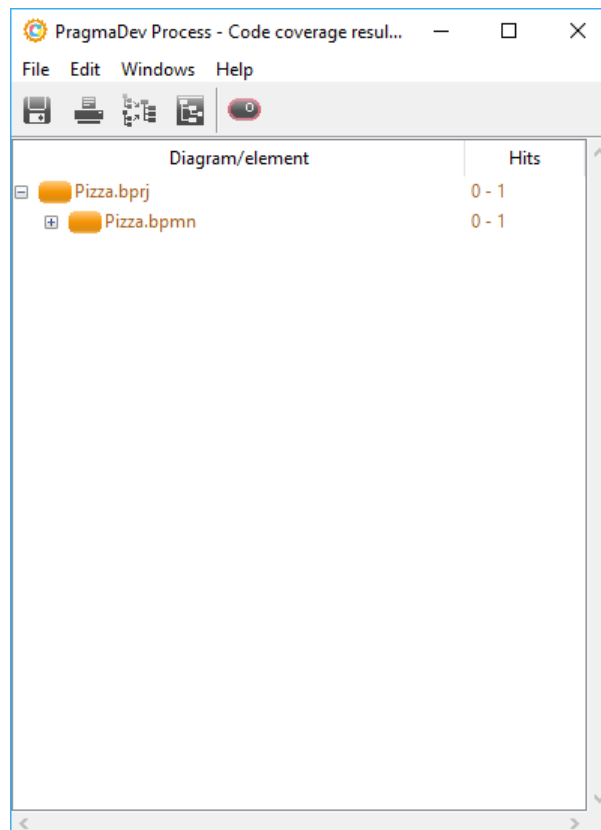 PragmaDev Process - Code coverage resul...
File Edit Windows Help
Diagram/element Hits
Pizza.bprj 0 - 1
Pizza.bpmn 0 - 1